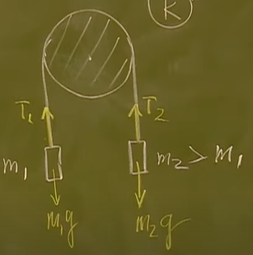 K
T₁ T₂
m₁ m₂ > m₁
m₁g m₂g